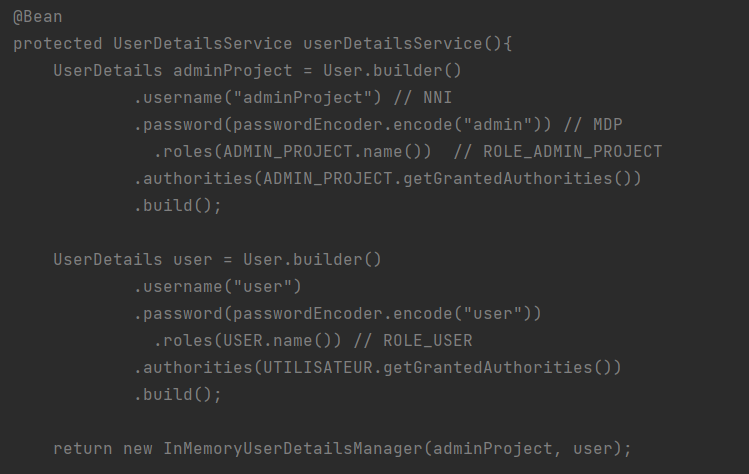 @Bean
protected UserDetailsService userDetailsService(){
    UserDetails adminProject = User.builder()
            .username("adminProject") // NNI
            .password(passwordEncoder.encode("admin")) // MDP
              .roles(ADMIN_PROJECT.name())  // ROLE_ADMIN_PROJECT
            .authorities(ADMIN_PROJECT.getGrantedAuthorities())
            .build();

    UserDetails user = User.builder()
            .username("user")
            .password(passwordEncoder.encode("user"))
              .roles(USER.name()) // ROLE_USER
            .authorities(UTILISATEUR.getGrantedAuthorities())
            .build();

    return new InMemoryUserDetailsManager(adminProject, user);